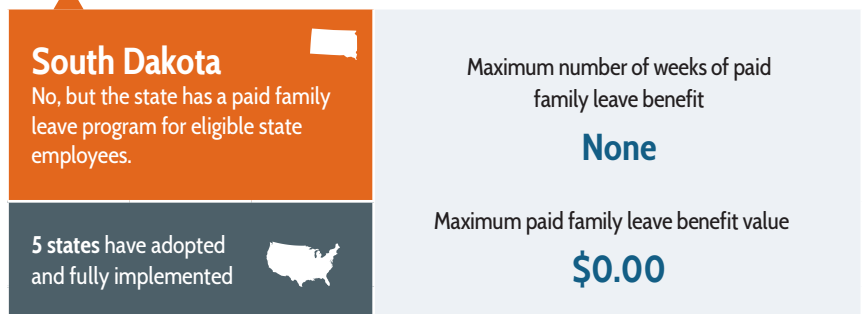 South Dakota
No, but the state has a paid family
leave program for eligible state
employees.
5 states have adopted
and fully implemented
Maximum number of weeks of paid
family leave benefit
None
Maximum paid family leave benefit value
$0.00